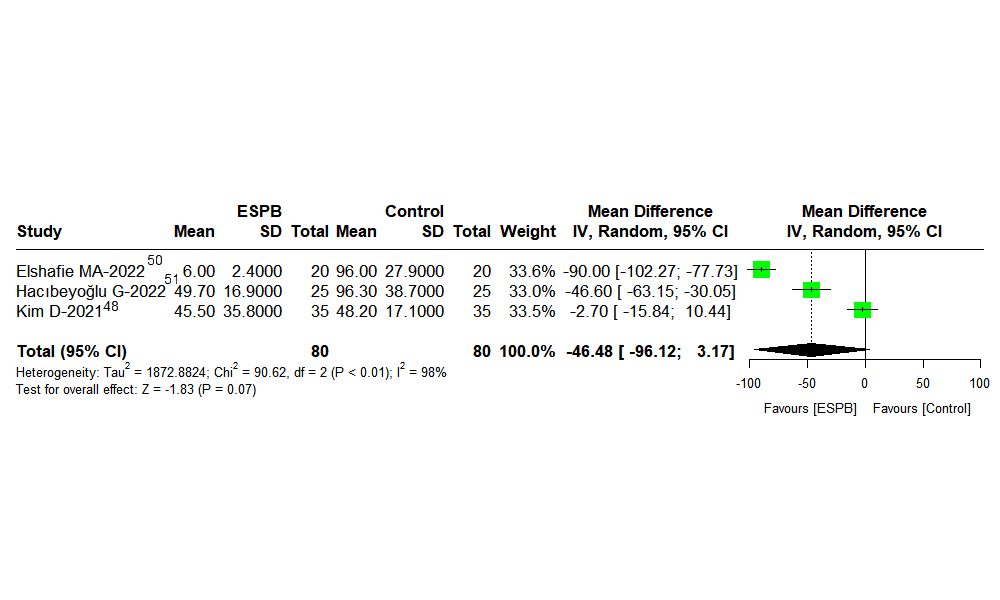 ESPB Control Mean Difference Mean Difference
Study Mean SD Total Mean SD Total Weight IV, Random, 95% CI IV, Random, 95% CI
Elshafie MA-2022 50 6.00 2.4000 20 96.00 27.9000 20 33.6% -90.00 [-102.27; -77.73]
Hacıbeyoğlu G-2022 51 49.70 16.9000 25 96.30 38.7000 25 33.0% -46.60 [ -63.15; -30.05]
Kim D-2021 48 45.50 35.8000 35 48.20 17.1000 35 33.5% -2.70 [ -15.84; 10.44]
Total (95% CI) 80 80 100.0% -46.48 [ -96.12; 3.17]
Heterogeneity: Tau² = 1872.8824; Chi² = 90.62, df = 2 (P < 0.01); I² = 98%
Test for overall effect: Z = -1.83 (P = 0.07)
-100 -50 0 50 100
Favours [ESPB] Favours [Control]